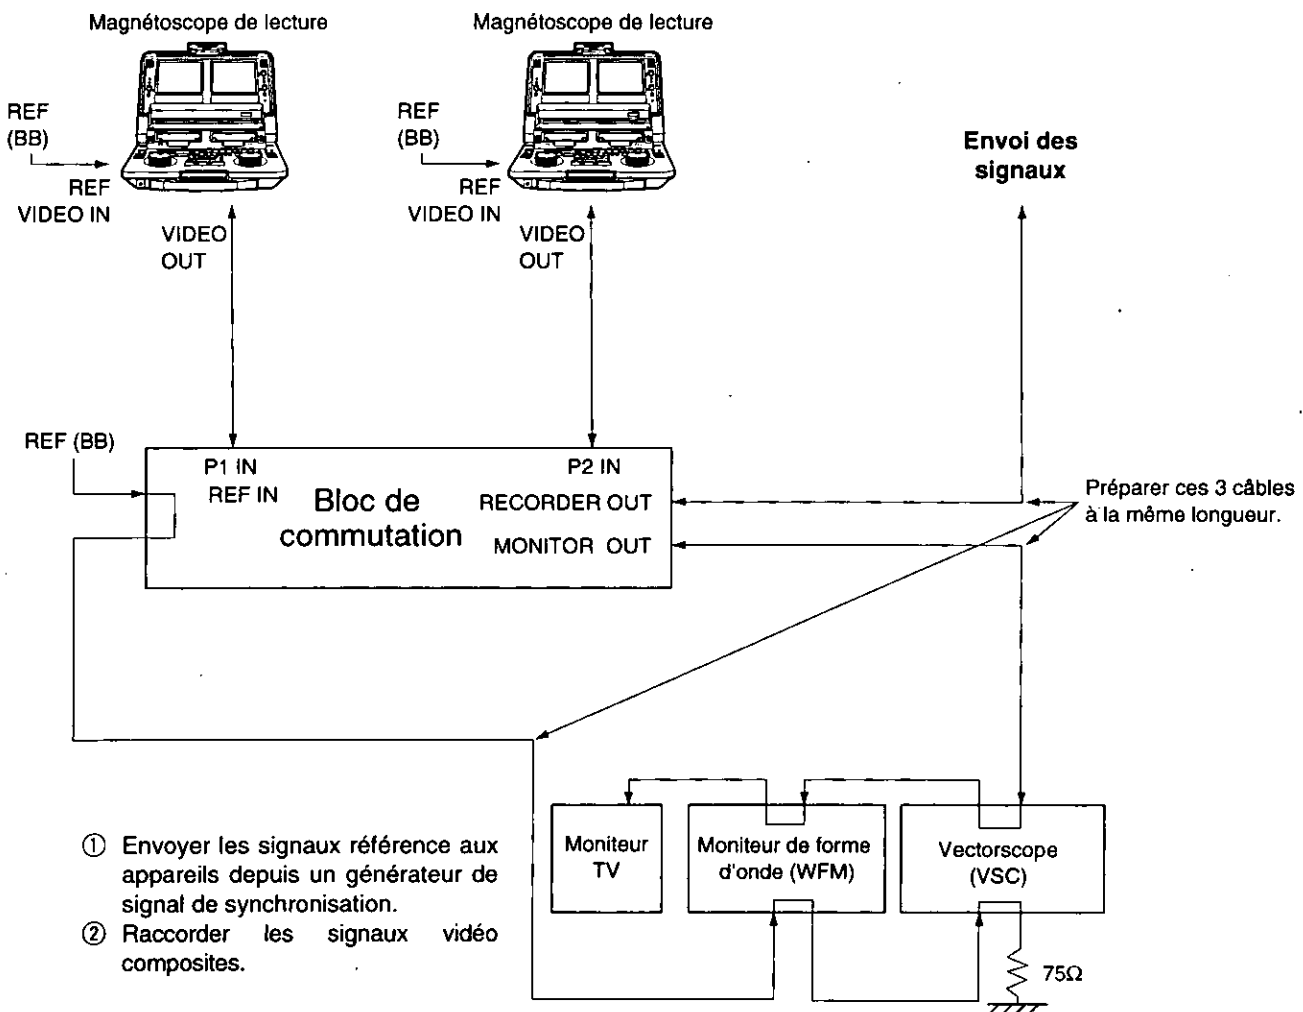 Magnétoscope de lecture
Magnétoscope de lecture
REF
(BB)
REF
VIDEO IN
VIDEO
OUT
REF
(BB)
REF
VIDEO IN
VIDEO
OUT
Envoi des
signaux
REF (BB)
P1 IN
REF IN
P2 IN
Bloc de
commutation
RECORDER OUT
MONITOR OUT
Préparer ces 3 câbles
à la même longueur.
Moniteur
TV
Moniteur de forme
d'onde (WFM)
Vectorscope
(VSC)
75Ω
① Envoyer les signaux référence aux
appareils depuis un générateur de
signal de synchronisation.
② Raccorder les signaux vidéo
composites.